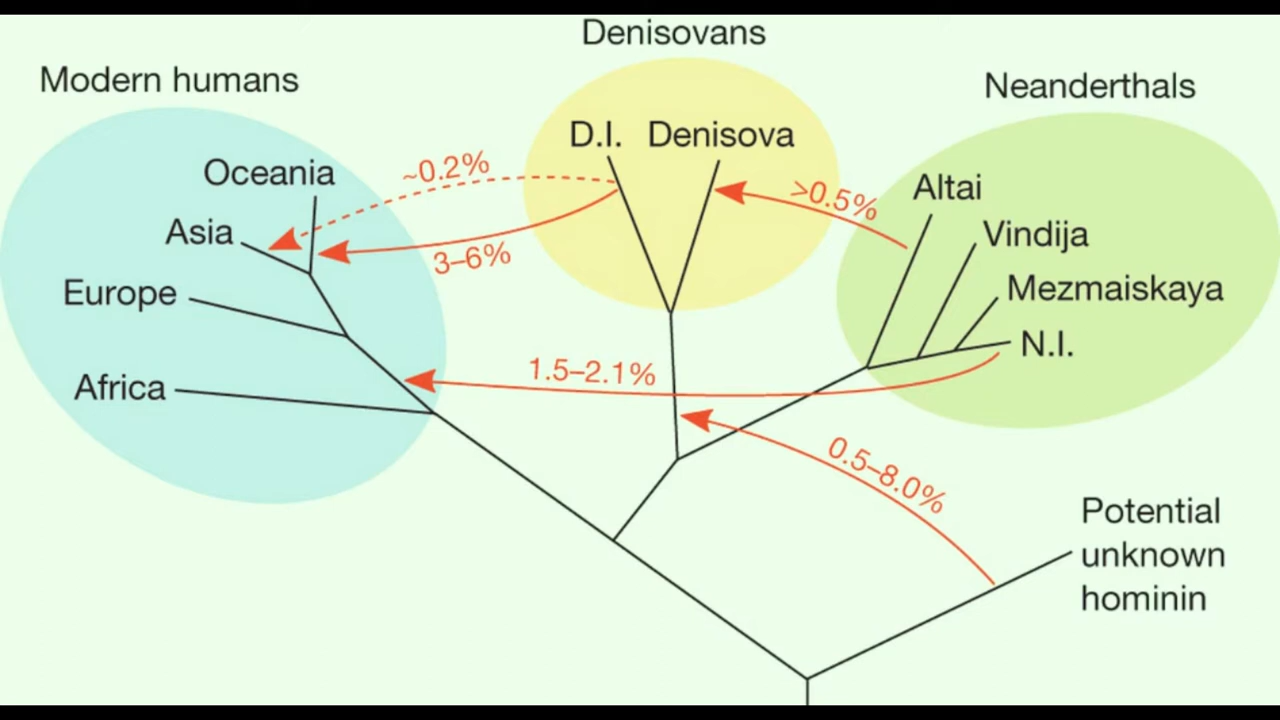 Denisovans
Modern humans
Neanderthals
D.I. Denisova
Oceania
~0.2%
>0.5%
Altai
Asia
Vindija
3–6%
Europe
Mezmaiskaya
N.I.
1.5–2.1%
Africa
0.5–8.0%
Potential
unknown
hominin